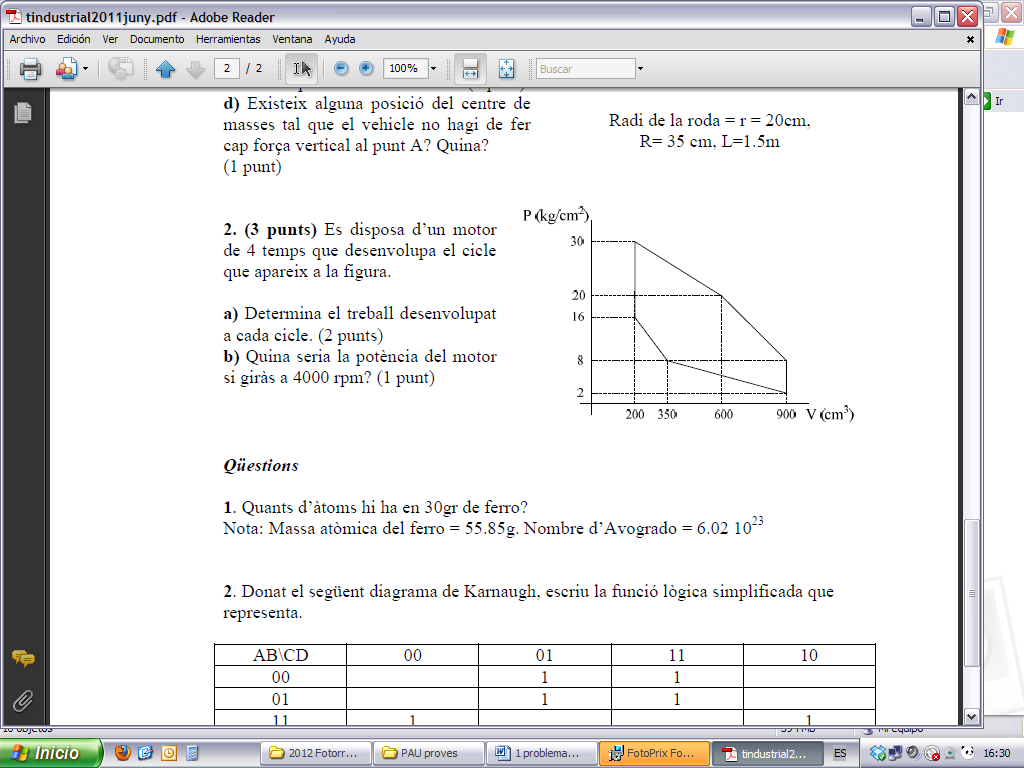 tindustrial2011juny.pdf - Adobe Reader
Archivo Edición Ver Documento Herramientas Ventana Ayuda
2 / 2 100% Buscar
Ir
d) Existeix alguna posició del centre de
masses tal que el vehicle no hagi de fer
cap força vertical al punt A? Quina?
(1 punt)
Radi de la roda = r = 20cm,
R= 35 cm, L=1.5m
2. (3 punts) Es disposa d'un motor
de 4 temps que desenvolupa el cicle
que apareix a la figura.
a) Determina el treball desenvolupat
a cada cicle. (2 punts)
b) Quina seria la potència del motor
si giràs a 4000 rpm? (1 punt)
P (kg/cm²)
30
20
16
8
2
200 350 600 900 V (cm³)
Qüestions
1. Quants d'àtoms hi ha en 30gr de ferro?
Nota: Massa atòmica del ferro = 55.85g. Nombre d'Avogrado = 6.02 10²³
2. Donat el següent diagrama de Karnaugh, escriu la funció lògica simplificada que
representa.
AB\CD 00 01 11 10
00 1 1
01 1 1
11 1 1
Inicio 2012 Fotorr... PAU proves 1 problema... FotoPrix Fo... tindustrial2... ES 16:30